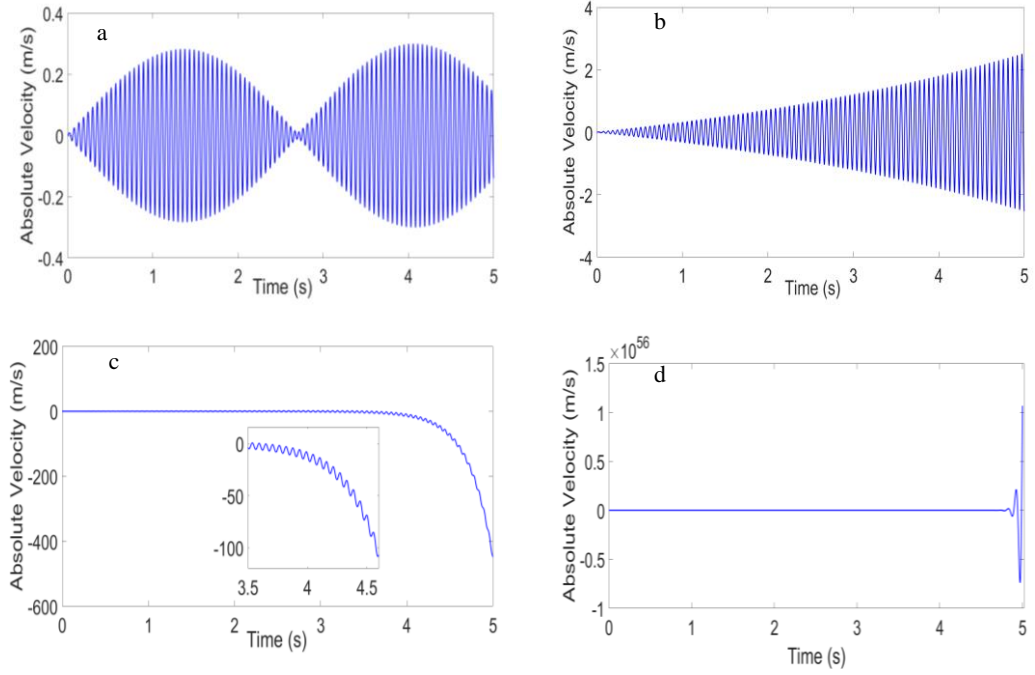 a
Absolute Velocity (m/s)
0.4
0.2
0
-0.2
-0.4
0 1 2 3 4 5
Time (s)
b
Absolute Velocity (m/s)
4
2
0
-2
-4
0 1 2 3 4 5
Time (s)
c
Absolute Velocity (m/s)
200
0
-200
-400
-600
0
-50
-100
3.5 4 4.5
0 1 2 3 4 5
Time (s)
d
×10^56
Absolute Velocity (m/s)
1.5
1
0.5
0
-0.5
-1
0 1 2 3 4 5
Time (s)